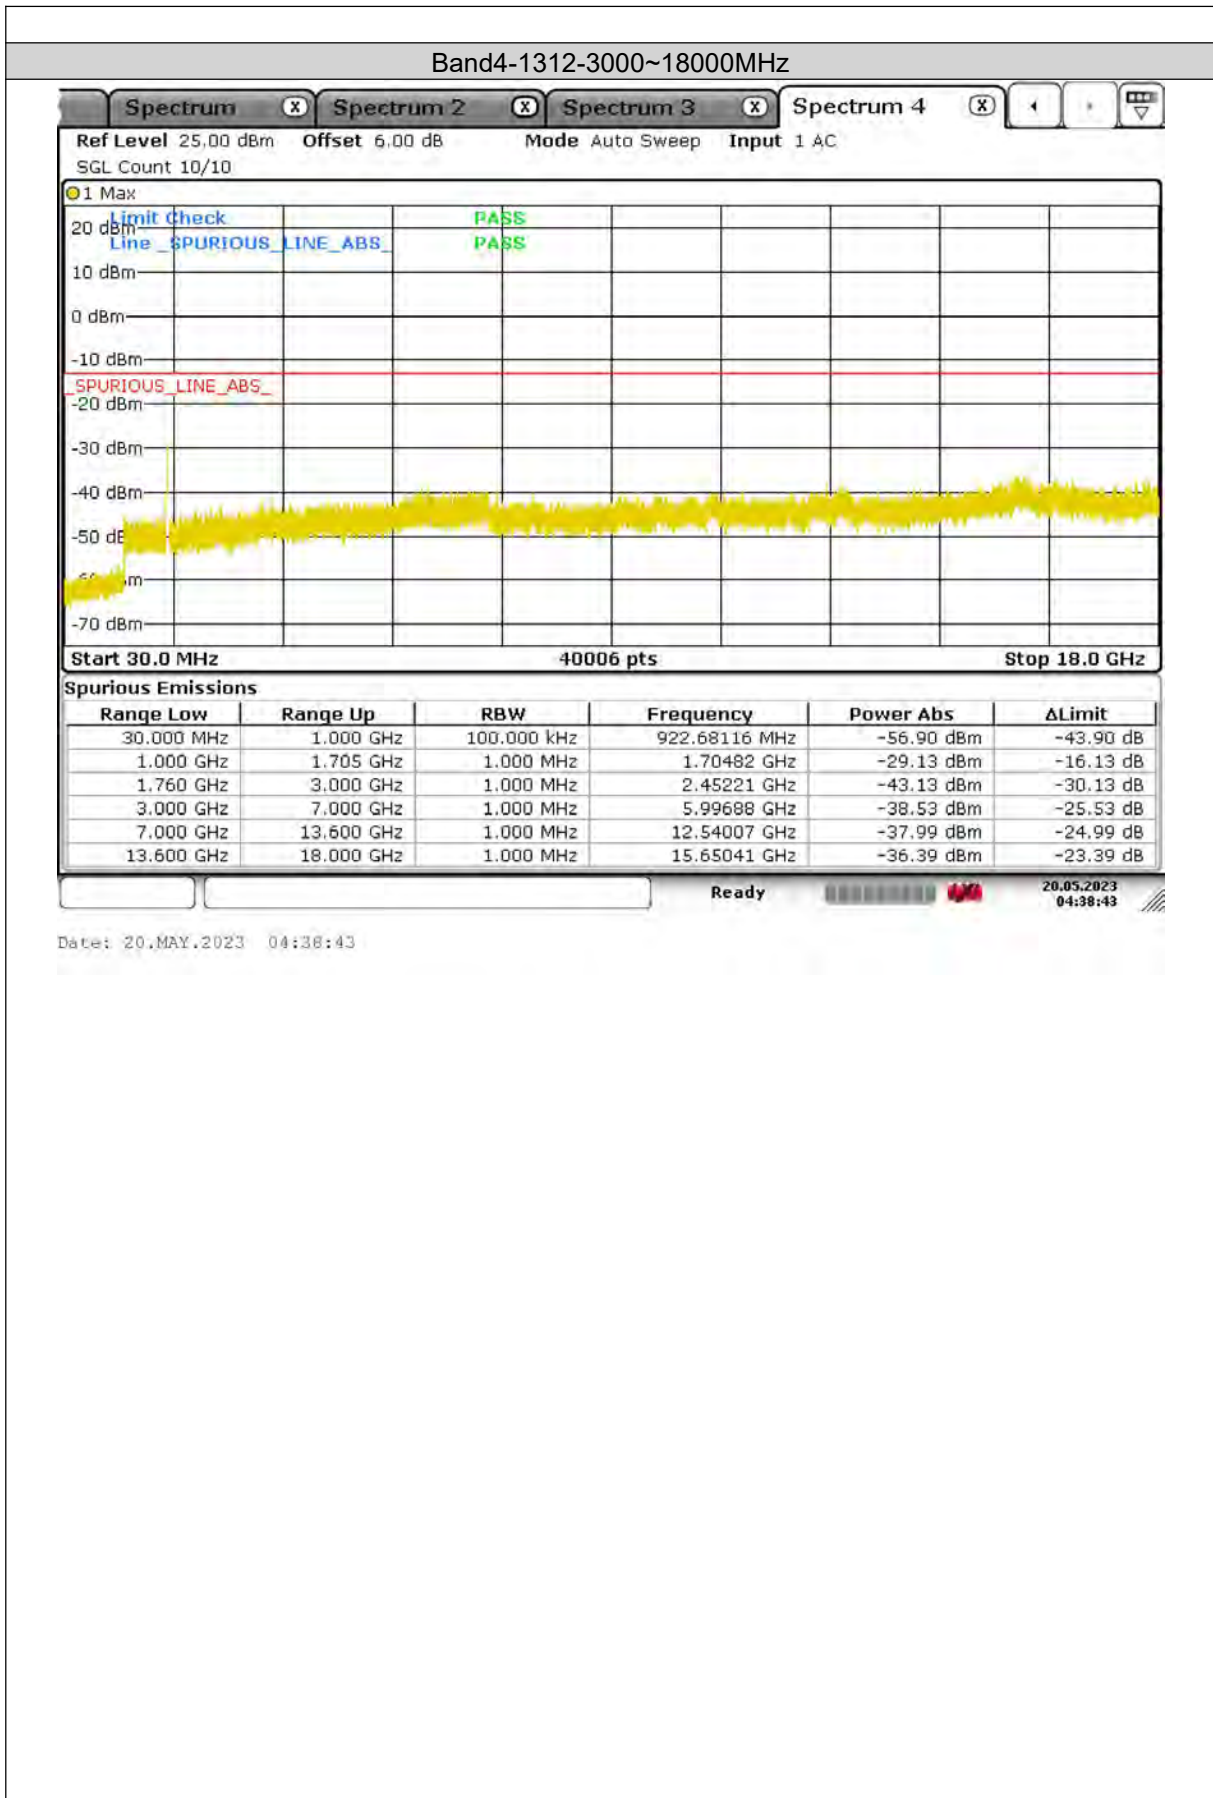 Band4-1312-3000~18000MHz
Spectrum X Spectrum 2 X Spectrum 3 X Spectrum 4 X
Ref Level 25.00 dBm Offset 6.00 dB Mode Auto Sweep Input 1 AC
SGL Count 10/10
1 Max
Limit Check PASS
20 dBm
Line _SPURIOUS_LINE_ABS_ PASS
10 dBm
0 dBm
-10 dBm
_SPURIOUS_LINE_ABS_
-20 dBm
-30 dBm
-40 dBm
-50 dB
-70 dBm
Start 30.0 MHz 40006 pts Stop 18.0 GHz
Spurious Emissions
Range Low Range Up RBW Frequency Power Abs ΔLimit
30.000 MHz 1.000 GHz 100.000 kHz 922.68116 MHz -56.90 dBm -43.90 dB
1.000 GHz 1.705 GHz 1.000 MHz 1.70482 GHz -29.13 dBm -16.13 dB
1.760 GHz 3.000 GHz 1.000 MHz 2.45221 GHz -43.13 dBm -30.13 dB
3.000 GHz 7.000 GHz 1.000 MHz 5.99688 GHz -38.53 dBm -25.53 dB
7.000 GHz 13.600 GHz 1.000 MHz 12.54007 GHz -37.99 dBm -24.99 dB
13.600 GHz 18.000 GHz 1.000 MHz 15.65041 GHz -36.39 dBm -23.39 dB
Ready 20.05.2023
04:38:43
Date: 20.MAY.2023 04:38:43